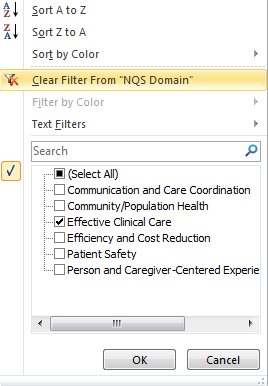 Sort A to Z
Sort Z to A
Sort by Color
Clear Filter From "NQS Domain"
Filter by Color
Text Filters
Search
(Select All)
Communication and Care Coordination
Community/Population Health
Effective Clinical Care
Efficiency and Cost Reduction
Patient Safety
Person and Caregiver-Centered Experie
OK Cancel